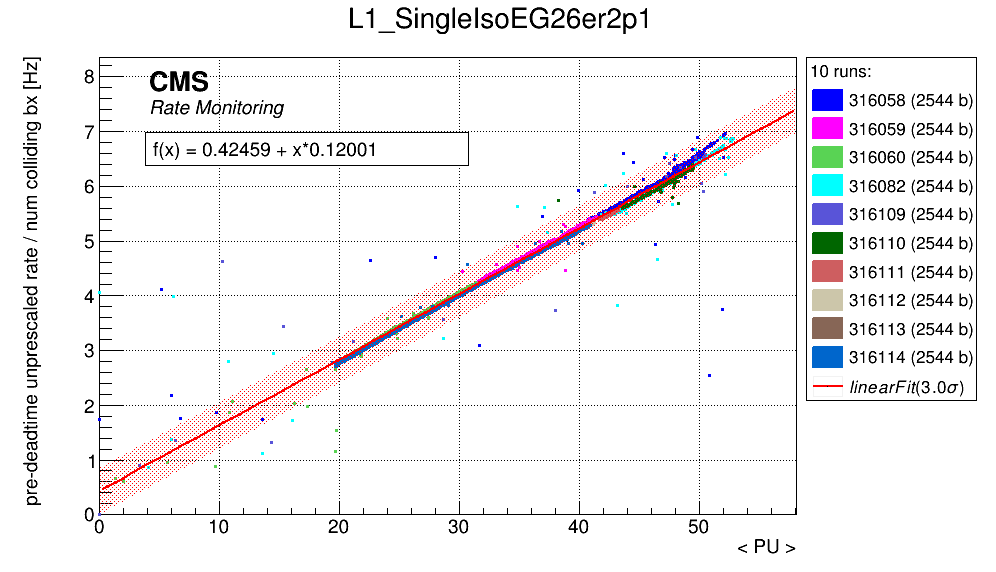 L1_SingleIsoEG26er2p1
pre-deadtime unprescaled rate / num colliding bx [Hz]
CMS
Rate Monitoring
f(x) = 0.42459 + x*0.12001
8
7
6
5
4
3
2
1
0
0 10 20 30 40 50
< PU >
10 runs:
316058 (2544 b)
316059 (2544 b)
316060 (2544 b)
316082 (2544 b)
316109 (2544 b)
316110 (2544 b)
316111 (2544 b)
316112 (2544 b)
316113 (2544 b)
316114 (2544 b)
linearFit(3.0σ)